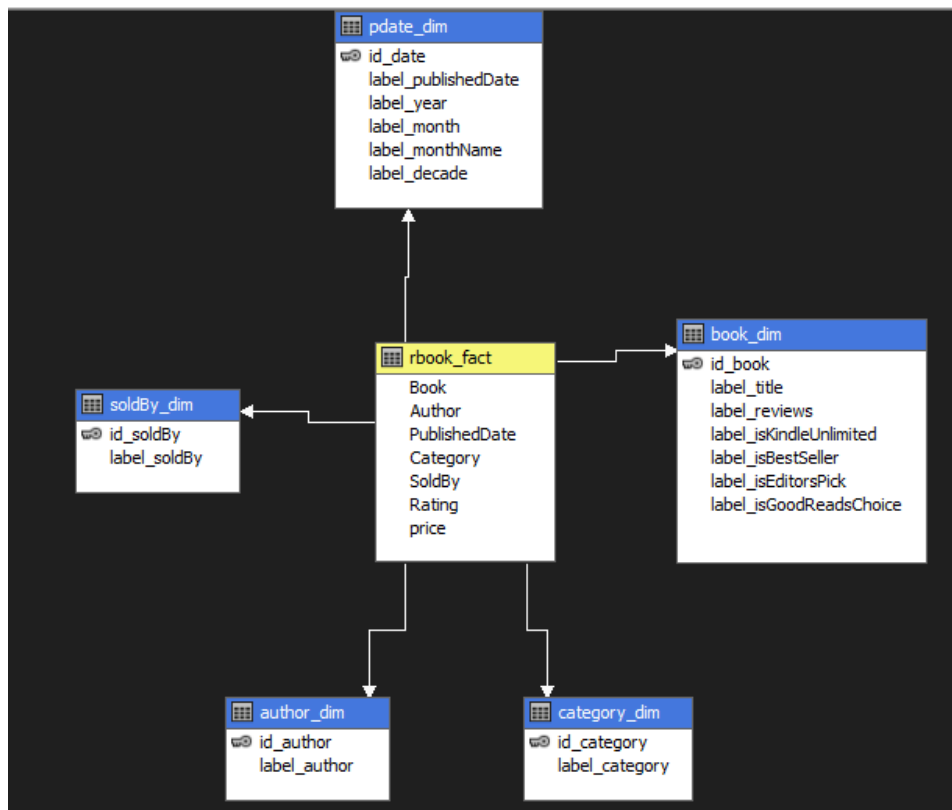 pdate_dim
id_date
label_publishedDate
label_year
label_month
label_monthName
label_decade
book_dim
id_book
label_title
label_reviews
label_isKindleUnlimited
label_isBestSeller
label_isEditorsPick
label_isGoodReadsChoice
rbook_fact
Book
Author
PublishedDate
Category
SoldBy
Rating
price
soldBy_dim
id_soldBy
label_soldBy
author_dim
id_author
label_author
category_dim
id_category
label_category